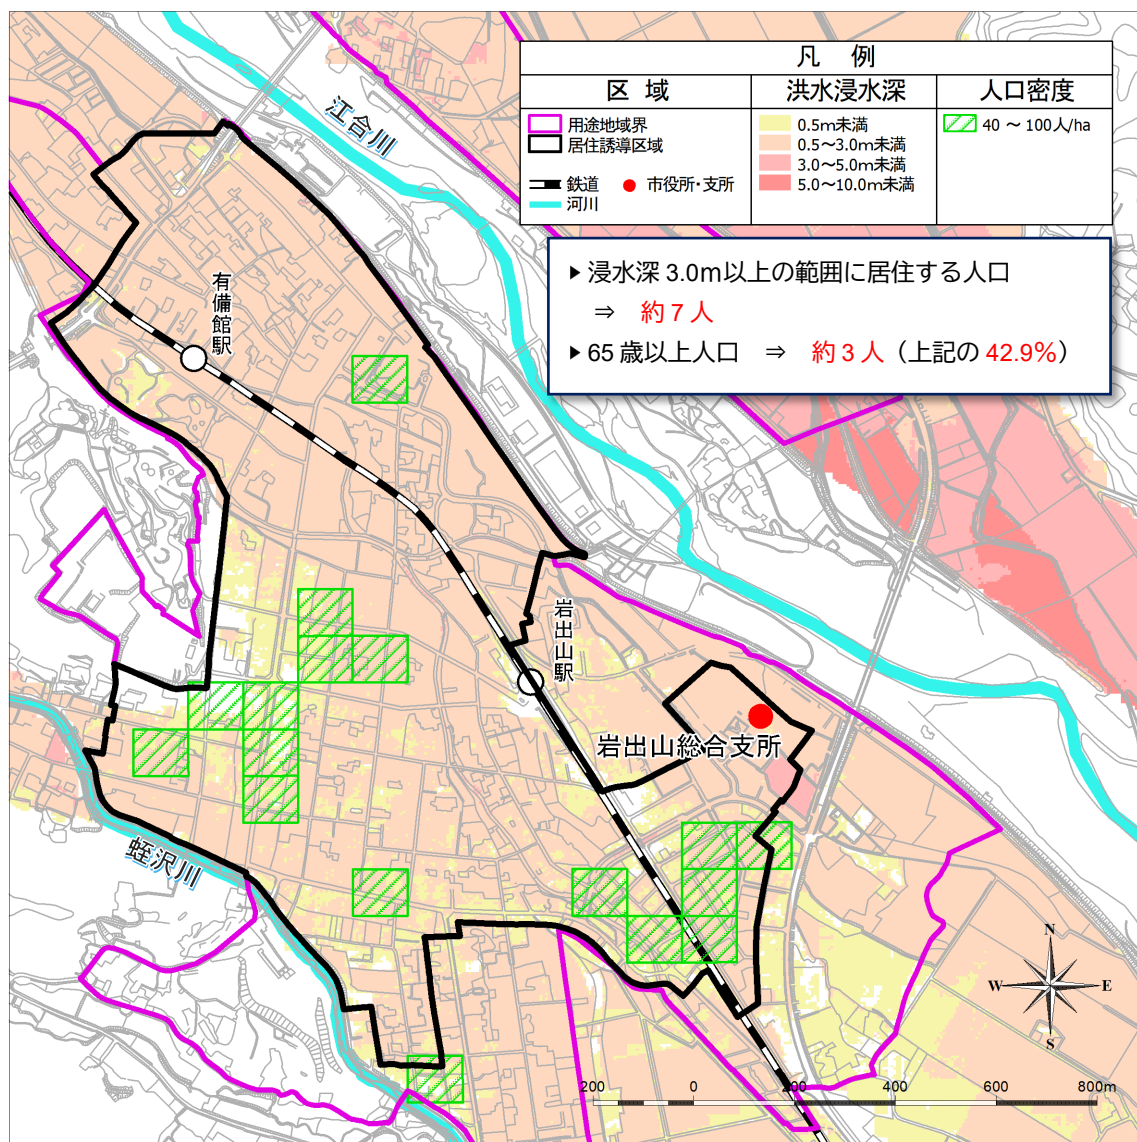 凡 例
区 域
洪水浸水深
人口密度
用途地域界
居住誘導区域
鉄道
市役所・支所
河川
0.5m未満
0.5～3.0m未満
3.0～5.0m未満
5.0～10.0m未満
40 ～ 100人/ha
▶ 浸水深 3.0m以上の範囲に居住する人口
⇒ 約 7 人
▶ 65 歳以上人口 ⇒ 約 3 人（上記の 42.9%）
江合川
有備館駅
岩出山駅
岩出山総合支所
蛭沢川
N
W
E
S
200 0 200 400 600 800m